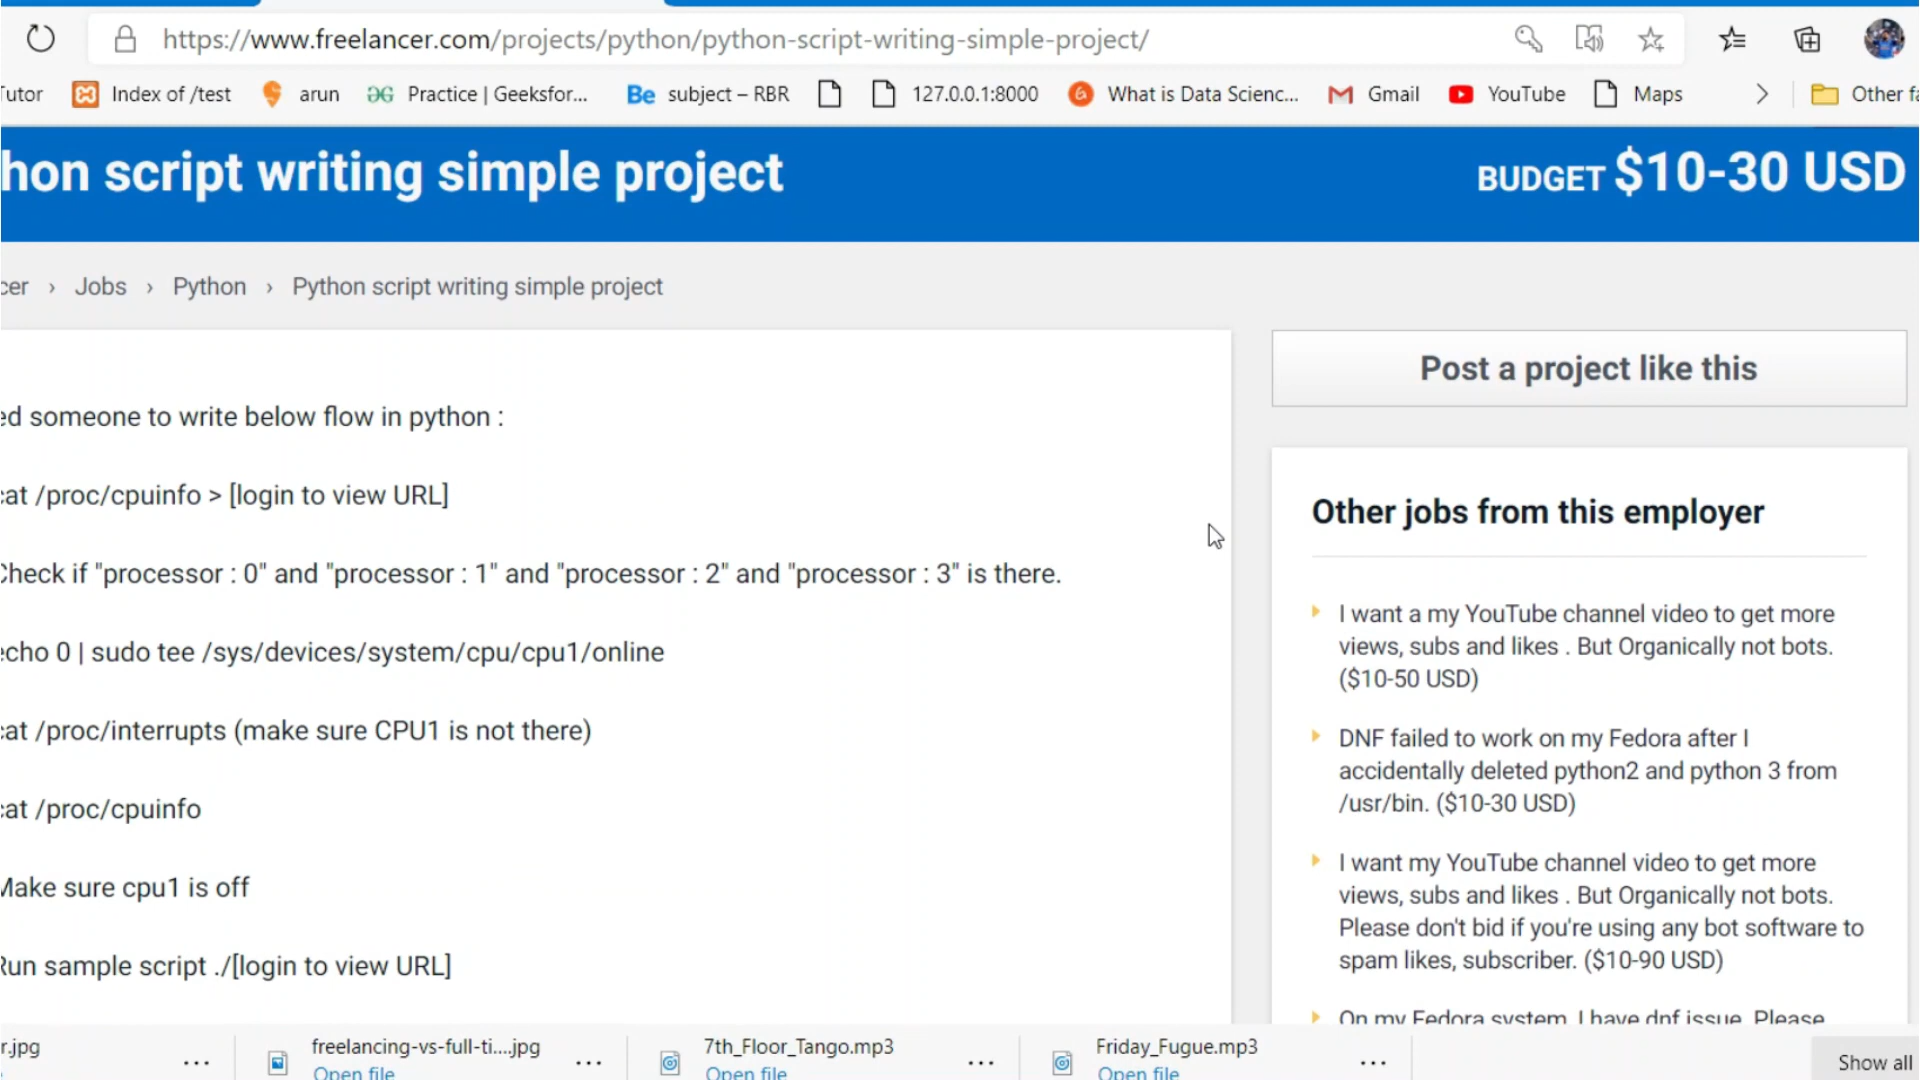 https://www.freelancer.com/projects/python/python-script-writing-simple-project/
Tutor Index of /test arun Practice | Geeksfor... Be subject – RBR 127.0.0.1:8000 What is Data Scienc... Gmail YouTube Maps Other fa
hon script writing simple project
BUDGET $10-30 USD
cer › Jobs › Python › Python script writing simple project
Post a project like this
ed someone to write below flow in python :
cat /proc/cpuinfo > [login to view URL]
Check if "processor : 0" and "processor : 1" and "processor : 2" and "processor : 3" is there.
echo 0 | sudo tee /sys/devices/system/cpu/cpu1/online
cat /proc/interrupts (make sure CPU1 is not there)
cat /proc/cpuinfo
Make sure cpu1 is off
Run sample script ./[login to view URL]
Other jobs from this employer
I want a my YouTube channel video to get more
views, subs and likes . But Organically not bots.
($10-50 USD)
DNF failed to work on my Fedora after I
accidentally deleted python2 and python 3 from
/usr/bin. ($10-30 USD)
I want my YouTube channel video to get more
views, subs and likes . But Organically not bots.
Please don't bid if you're using any bot software to
spam likes, subscriber. ($10-90 USD)
On my Fedora system, I have dnf issue. Please
r.jpg
freelancing-vs-full-ti....jpg
Open file
7th_Floor_Tango.mp3
Open file
Friday_Fugue.mp3
Open file
Show all